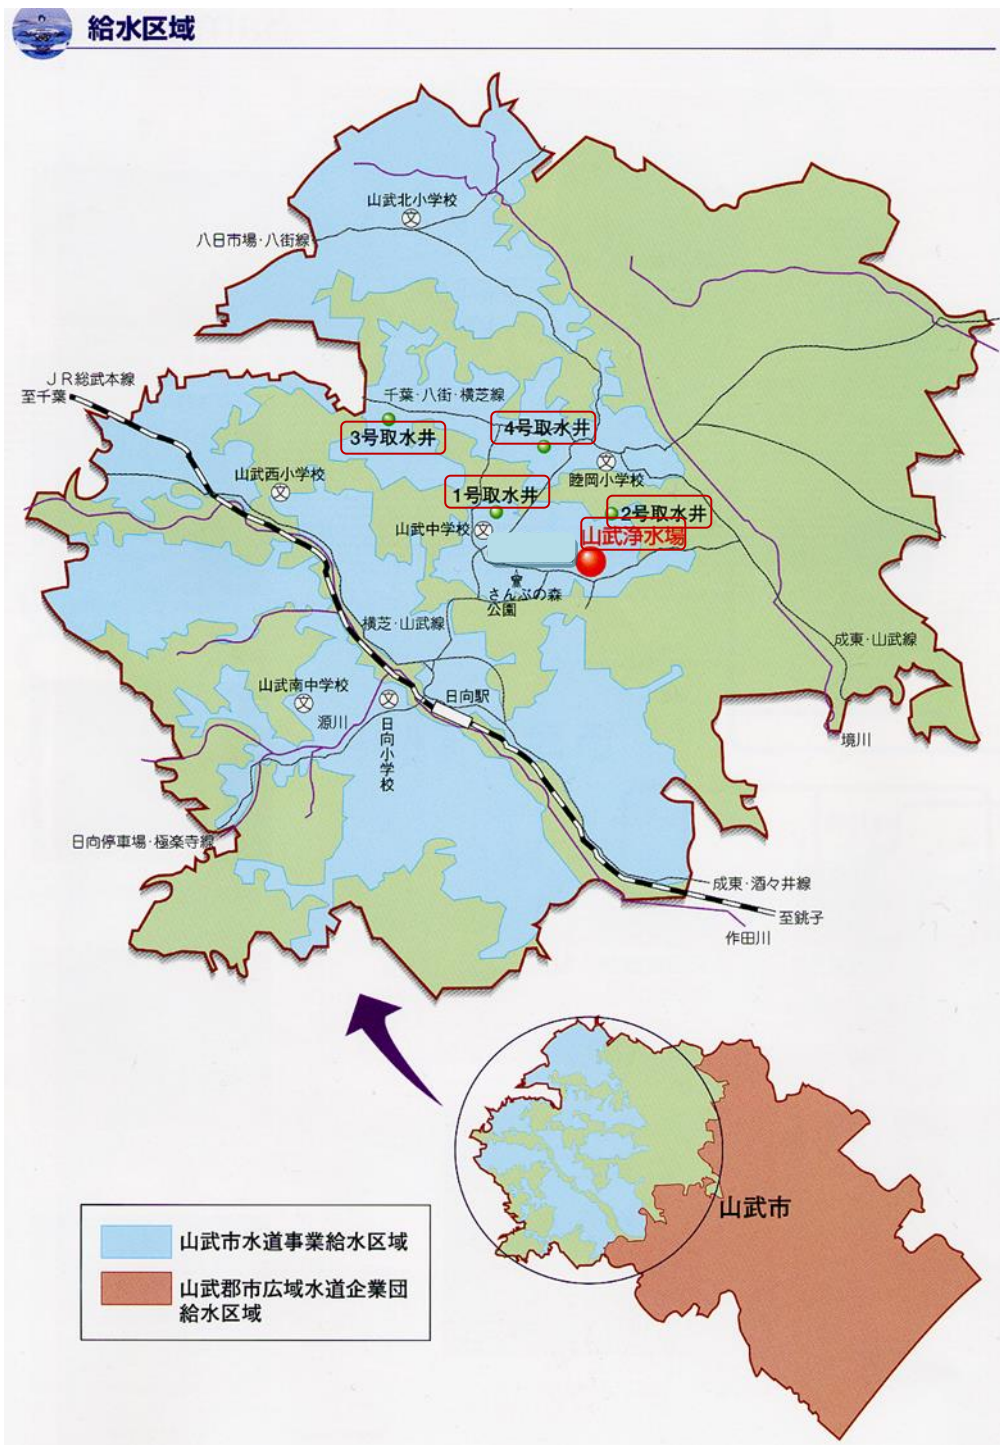 給水区域
山武北小学校
八日市場・八街線
JR総武本線
至千葉
千葉・八街・横芝線
3号取水井
4号取水井
山武西小学校
睦岡小学校
1号取水井
2号取水井
山武中学校
山武浄水場
さんぶの森
公園
横芝・山武線
成東・山武線
山武南中学校
日向駅
源川
日向小学校
境川
日向停車場・極楽寺線
成東・酒々井線
至銚子
作田川
山武市
山武市水道事業給水区域
山武郡市広域水道企業団
給水区域